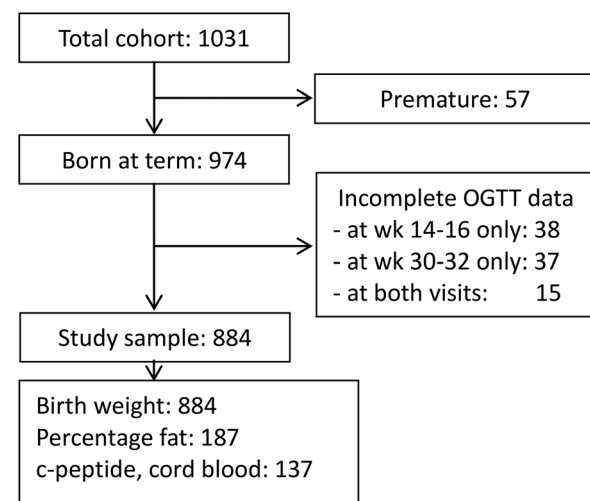 Total cohort: 1031
Premature: 57
Born at term: 974
Incomplete OGTT data
- at wk 14-16 only: 38
- at wk 30-32 only: 37
- at both visits: 15
Study sample: 884
Birth weight: 884
Percentage fat: 187
c-peptide, cord blood: 137